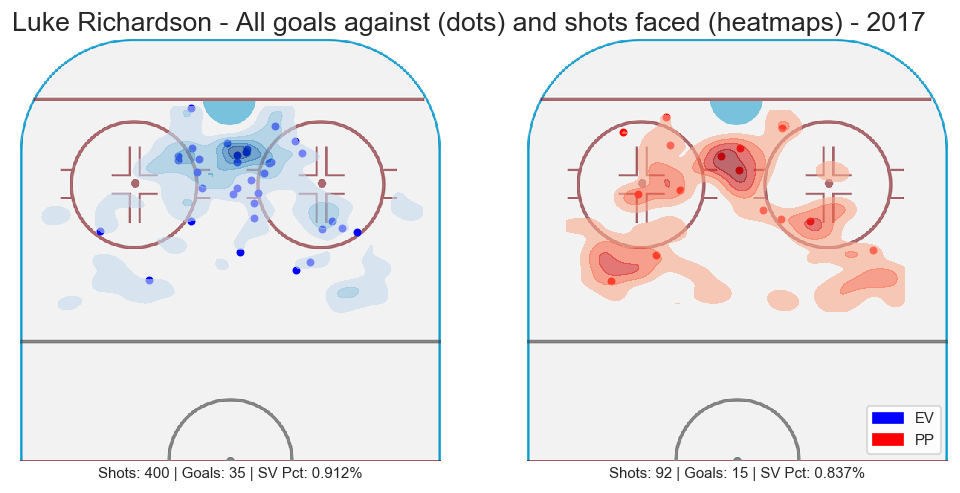 Luke Richardson - All goals against (dots) and shots faced (heatmaps) - 2017
EV
PP
Shots: 400 | Goals: 35 | SV Pct: 0.912%
Shots: 92 | Goals: 15 | SV Pct: 0.837%